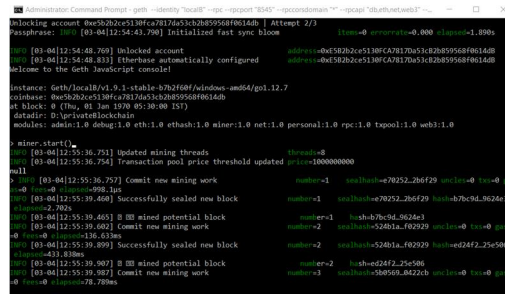 Administrator: Command Prompt - geth --identity "localB" --rpc --rpcport "8545" --rpccorsdomain "*" --rpcapi "db,eth,net,web3" --...
Unlocking account 0xe5b2b2ce5130fca7817da53cb2b859568f0614db | Attempt 2/3
Passphrase: INFO [03-04|12:54:43.790] Initialized fast sync bloom items=0 errorrate=0.000 elapsed=1.890s
INFO [03-04|12:54:48.769] Unlocked account address=0xE5B2b2ce5130FCA7817Da53cB2b859568f0614dB
INFO [03-04|12:54:48.833] Etherbase automatically configured address=0xE5B2b2ce5130FCA7817Da53cB2b859568f0614dB
Welcome to the Geth JavaScript console!
instance: Geth/localB/v1.9.1-stable-b7b2f60f/windows-amd64/go1.12.7
coinbase: 0xe5b2b2ce5130fca7817da53cb2b859568f0614db
at block: 0 (Thu, 01 Jan 1970 05:30:00 IST)
datadir: D:\privateBlockchain
modules: admin:1.0 debug:1.0 eth:1.0 ethash:1.0 miner:1.0 net:1.0 personal:1.0 rpc:1.0 txpool:1.0 web3:1.0
> miner.start()
INFO [03-04|12:55:36.751] Updated mining threads threads=8
INFO [03-04|12:55:36.754] Transaction pool price threshold updated price=1000000000
null
> INFO [03-04|12:55:36.757] Commit new mining work number=1 sealhash=e70252…2b6f29 uncles=0 txs=0
as=0 fees=0 elapsed=998.1µs
INFO [03-04|12:55:39.460] Successfully sealed new block number=1 sealhash=e70252…2b6f29 hash=b7bc9d…9624e3
elapsed=2.702s
INFO [03-04|12:55:39.465] mined potential block number=1 hash=b7bc9d…9624e3
INFO [03-04|12:55:39.602] Commit new mining work number=2 sealhash=524b1a…f02929 uncles=0 txs=0 ga
=0 fees=0 elapsed=136.633ms
INFO [03-04|12:55:39.899] Successfully sealed new block number=2 sealhash=524b1a…f02929 hash=ed24f2…25e506
elapsed=433.838ms
INFO [03-04|12:55:39.907] mined potential block number=2 hash=ed24f2…25e506
INFO [03-04|12:55:39.987] Commit new mining work number=3 sealhash=5b0569…0422cb uncles=0 txs=0 ga
=0 fees=0 elapsed=78.789ms